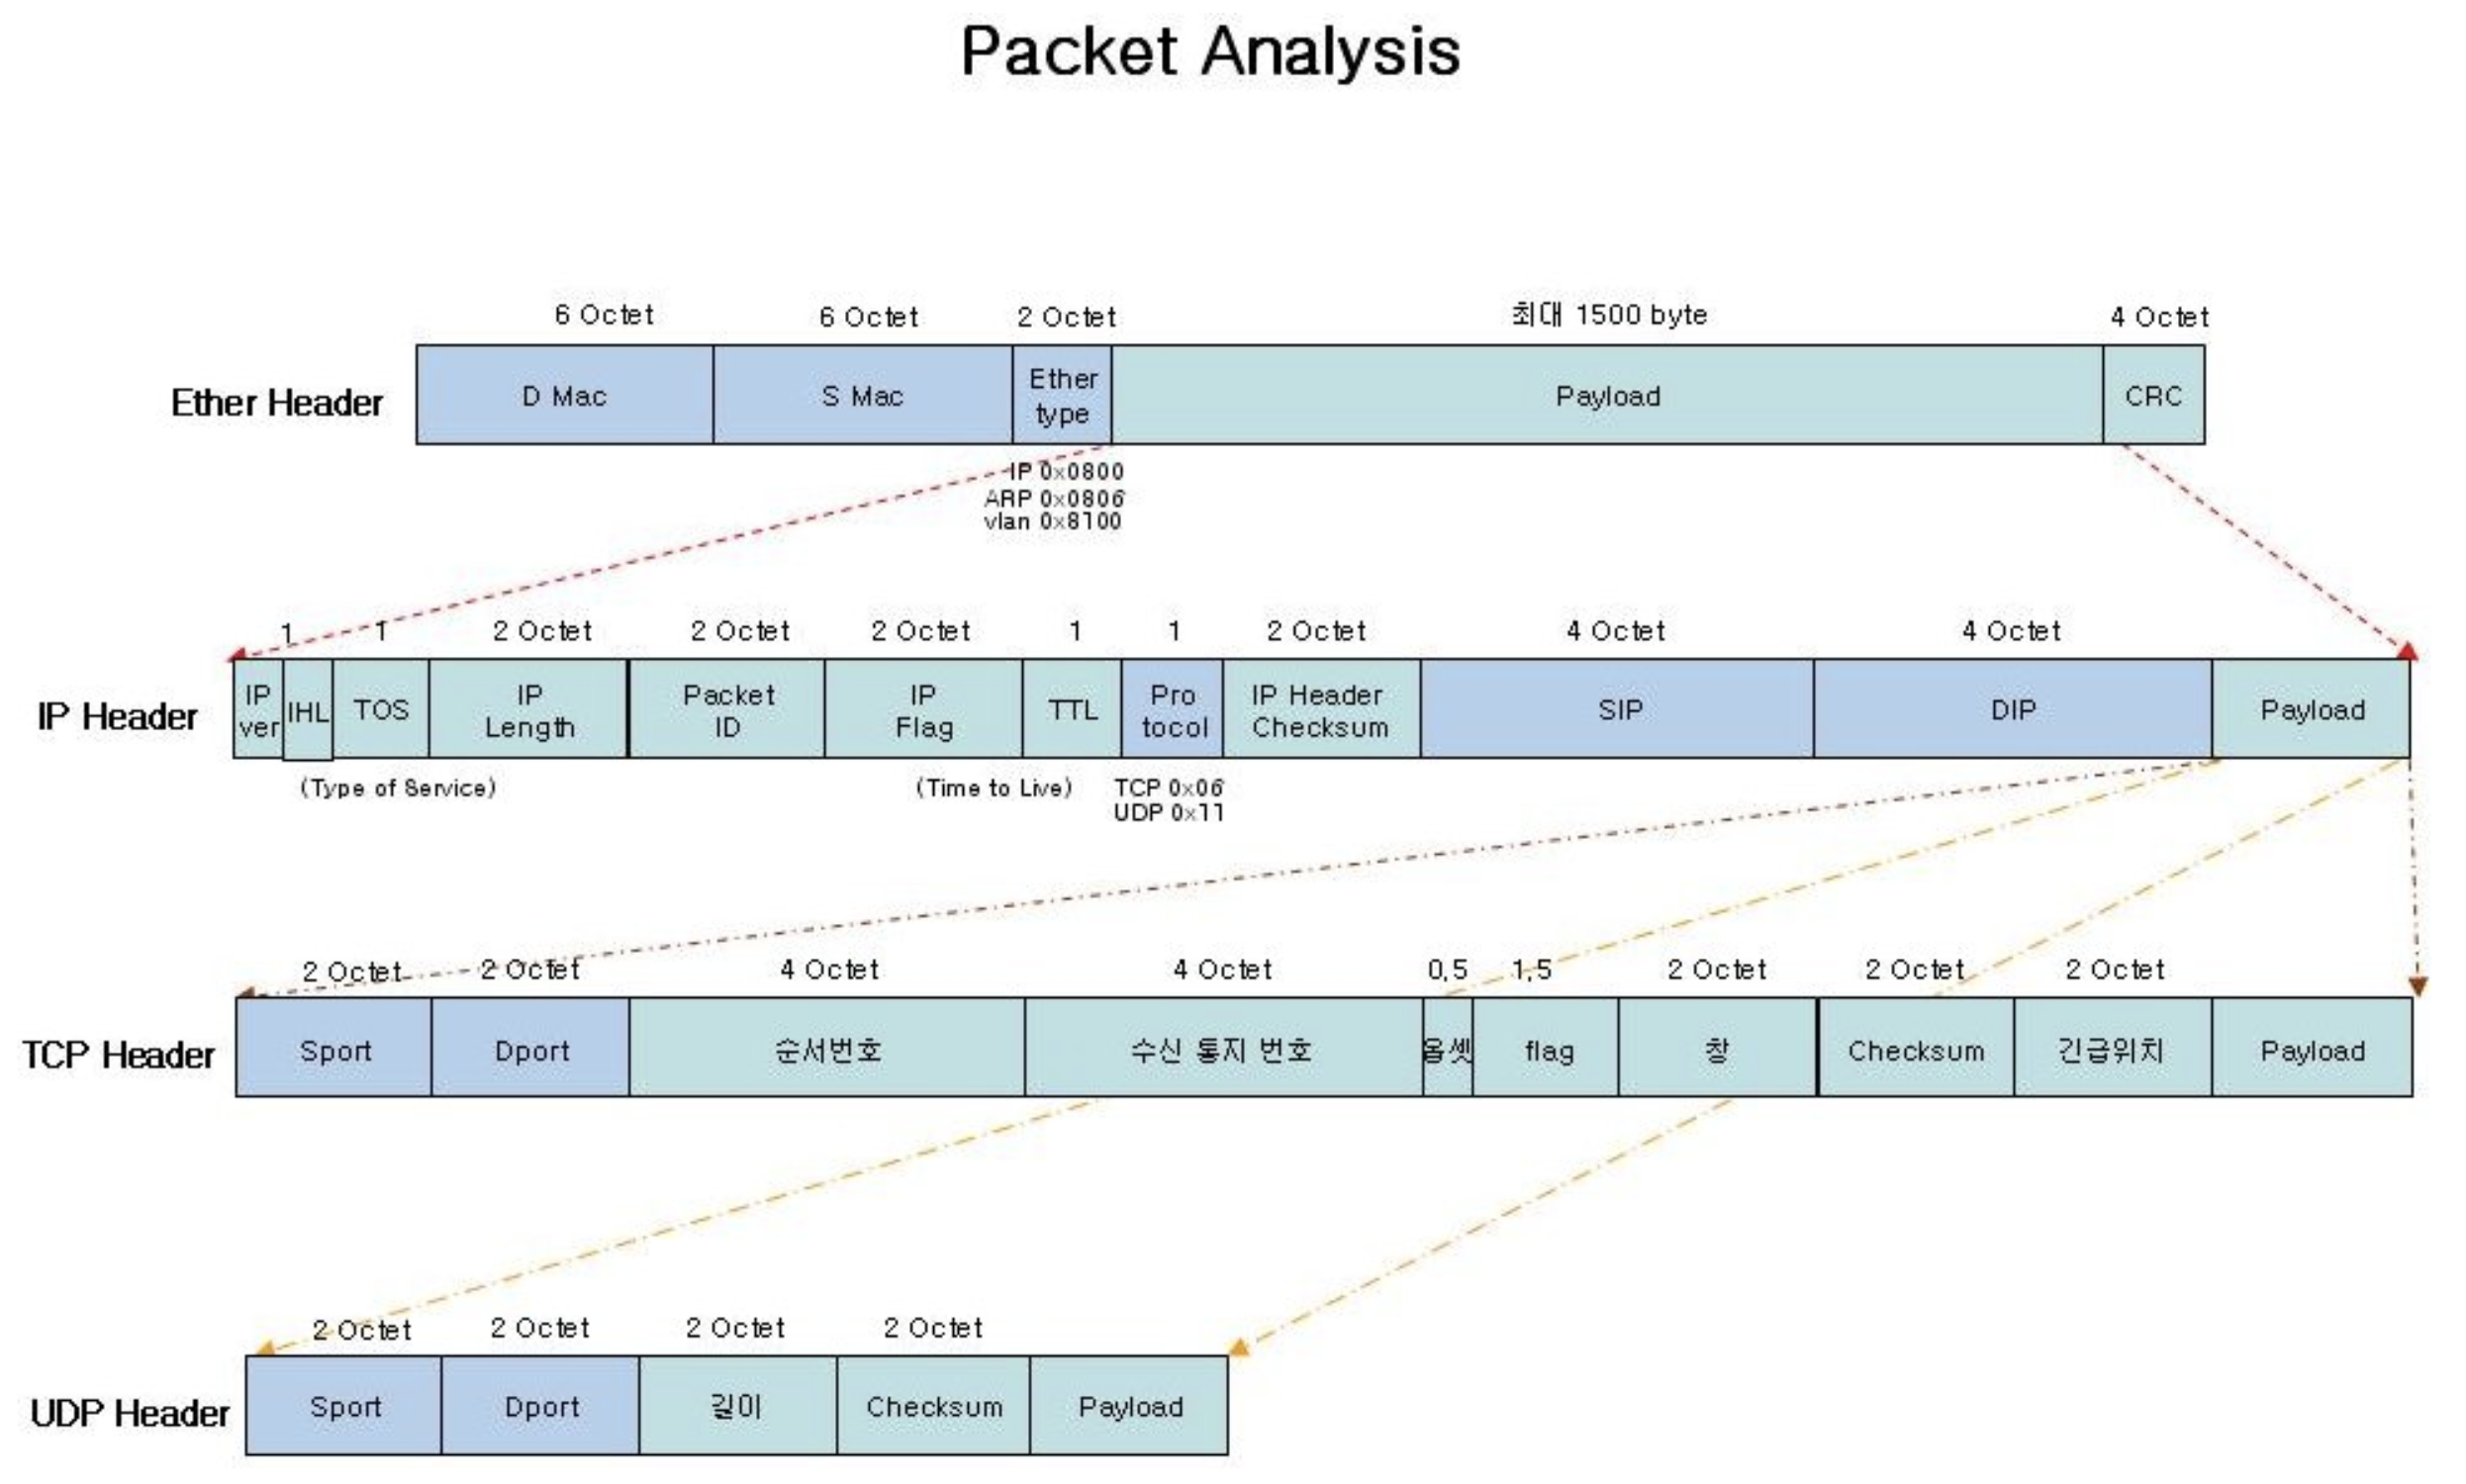 Packet Analysis
6 Octet 6 Octet 2 Octet 최대 1500 byte 4 Octet
Ether Header D Mac S Mac Ether type Payload CRC
IP 0x0800
ARP 0x0806
vlan 0x8100
1 1 2 Octet 2 Octet 2 Octet 1 1 2 Octet 4 Octet 4 Octet
IP Header IP ver IHL TOS IP Length Packet ID IP Flag TTL Pro tocol IP Header Checksum SIP DIP Payload
(Type of Service) (Time to Live) TCP 0x06
UDP 0x11
2 Octet 2 Octet 4 Octet 4 Octet 0,5 1,5 2 Octet 2 Octet 2 Octet
TCP Header Sport Dport 순서번호 수신 통지 번호 옵셋 flag 창 Checksum 긴급위치 Payload
2 Octet 2 Octet 2 Octet 2 Octet
UDP Header Sport Dport 길이 Checksum Payload